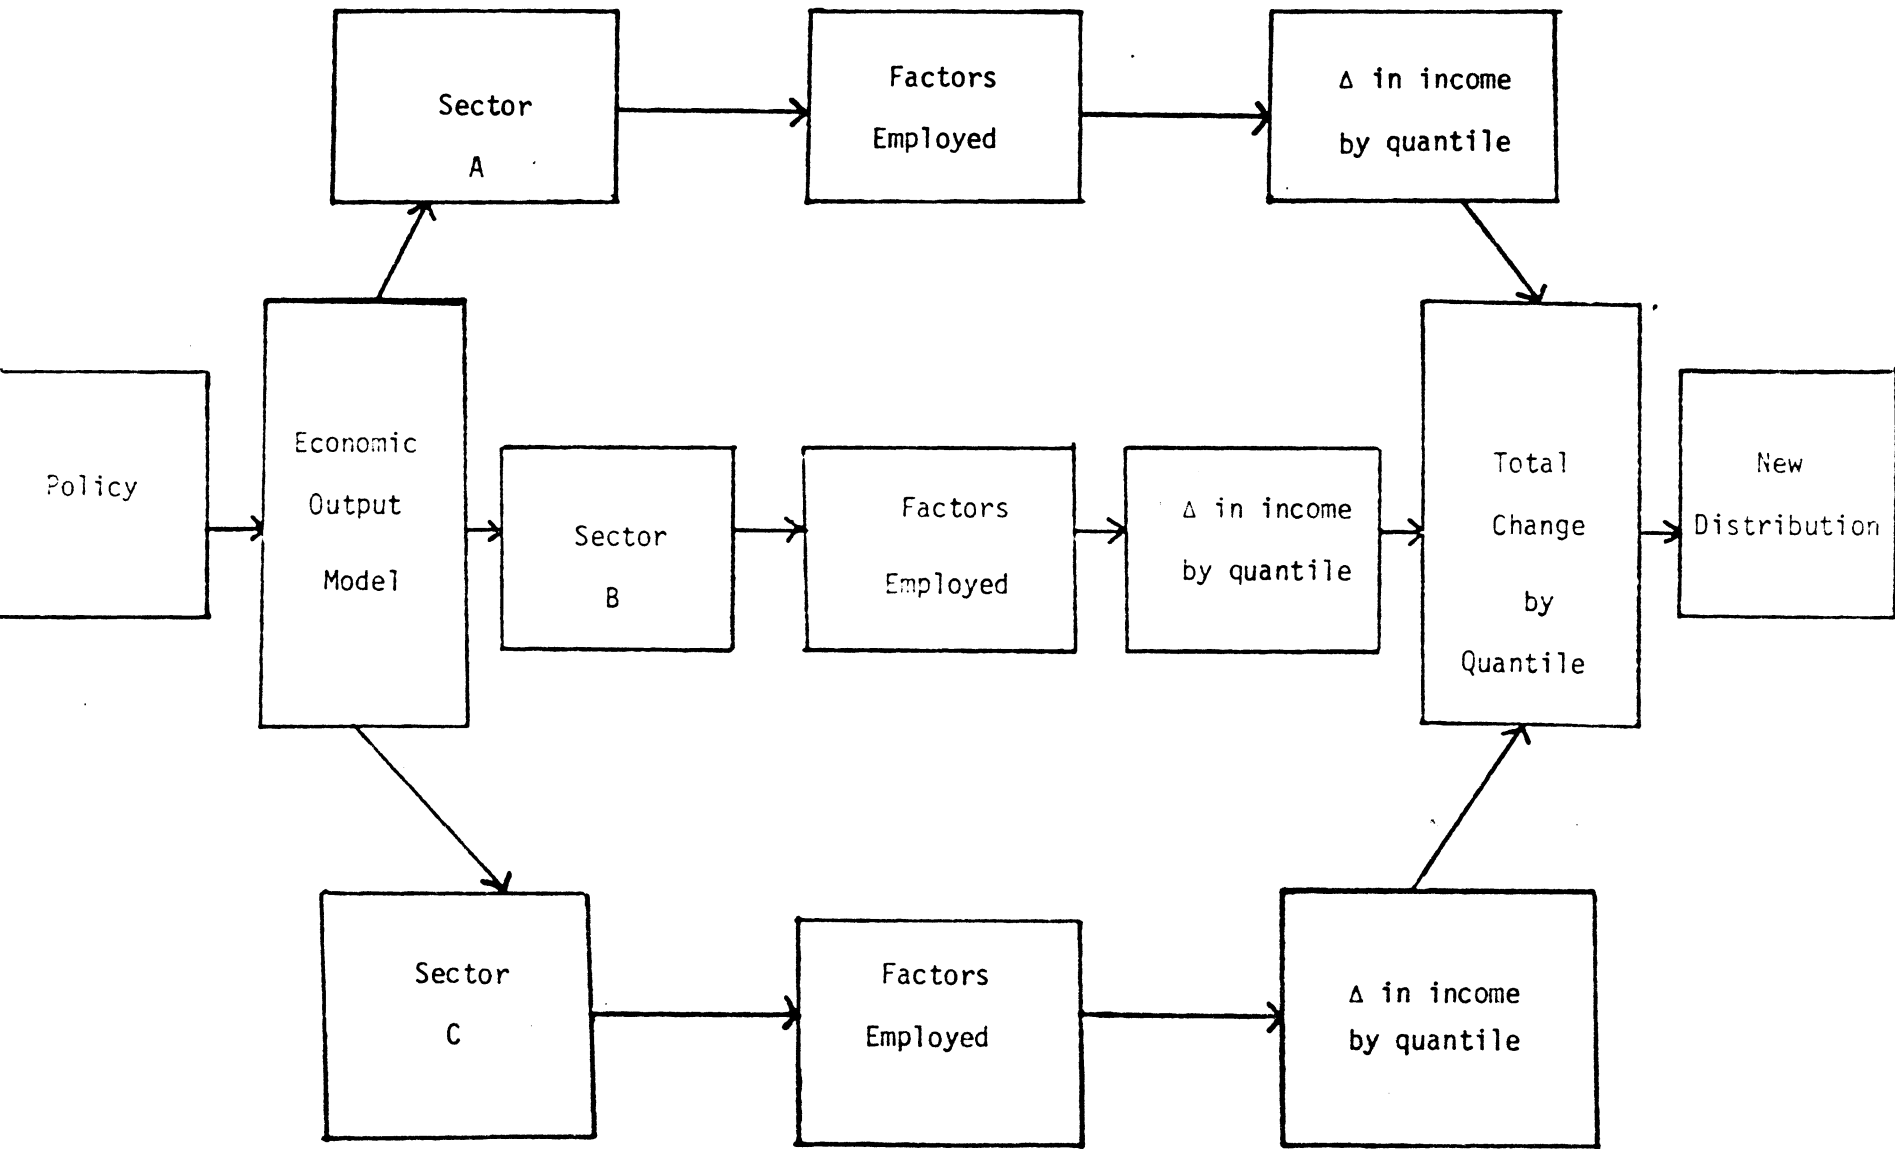 Sector
A
Factors
Employed
Δ in income
by quantile
Policy
Economic
Output
Model
Sector
B
Factors
Employed
Δ in income
by quantile
Total
Change
by
Quantile
New
Distribution
Sector
C
Factors
Employed
Δ in income
by quantile